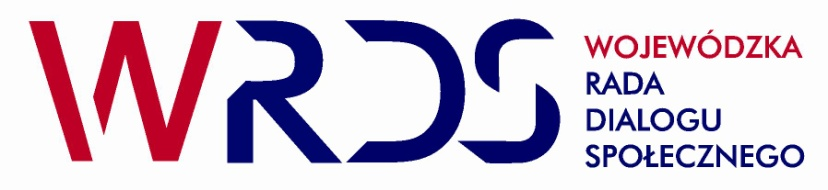 WRDS
WOJEWÓDZKA
RADA
DIALOGU
SPOŁECZNEGO